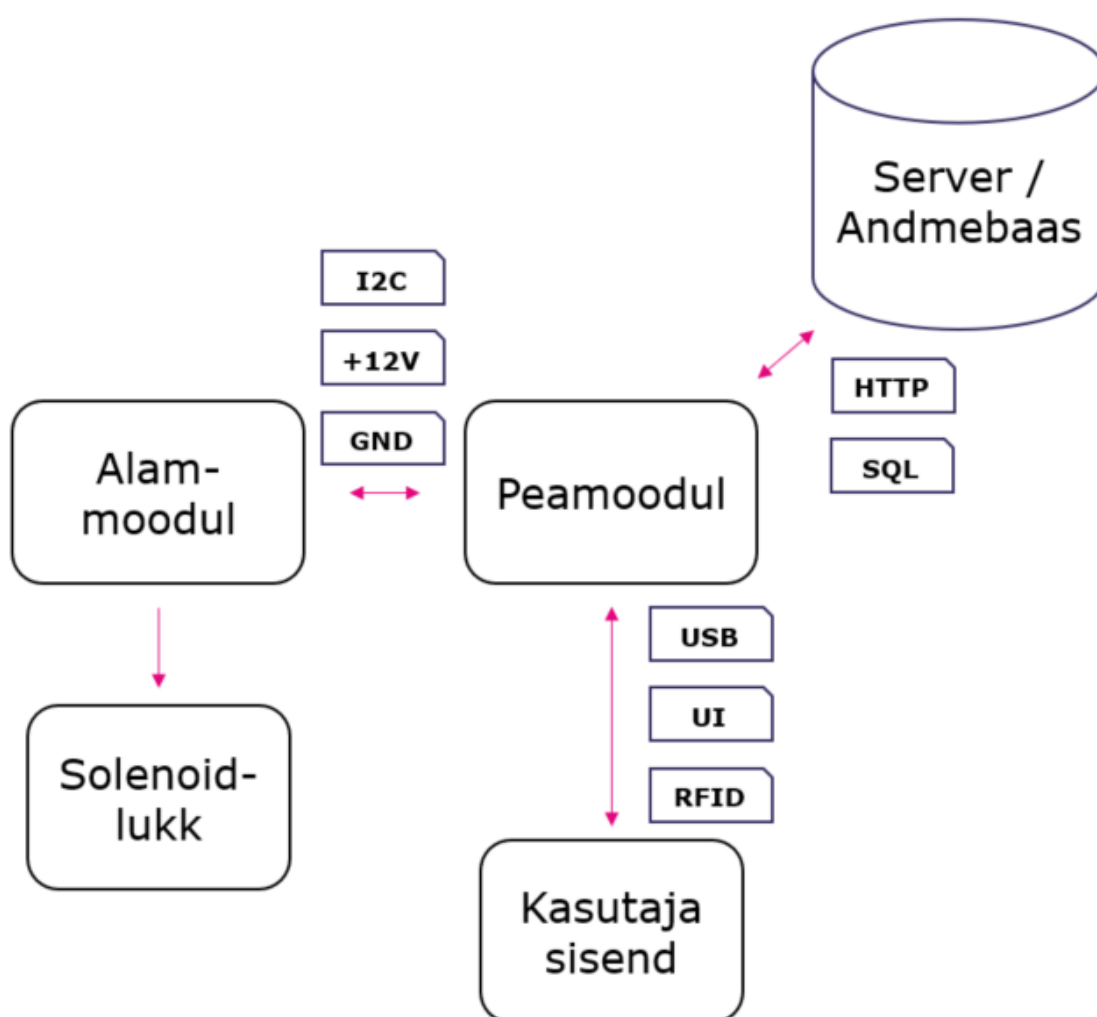 Server /
Andmebaas
I2C
+12V
GND
HTTP
SQL
Alam-
moodul
Peamoodul
USB
UI
RFID
Solenoid-
lukk
Kasutaja
sisend